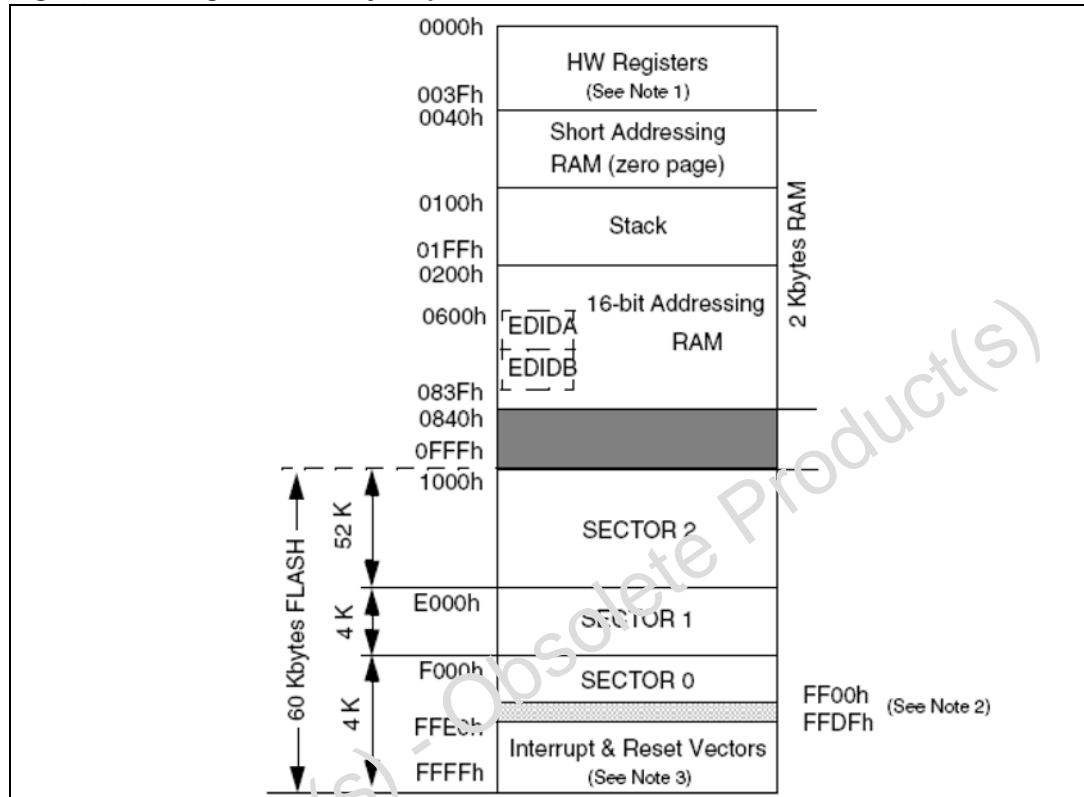 0000h
HW Registers
(See Note 1)
003Fh
0040h
Short Addressing
RAM (zero page)
0100h
Stack
01FFh
0200h
2 Kbytes RAM
16-bit Addressing
RAM
0600h
EDIDA
EDIDB
083Fh
0840h
0FFFh
1000h
60 Kbytes FLASH
52 K
SECTOR 2
E000h
4 K
SECTOR 1
F000h
4 K
SECTOR 0
FF00h
FFDFh
(See Note 2)
FFE0h
Interrupt & Reset Vectors
(See Note 3)
FFFFh
(s) - Obsolete Product(s)